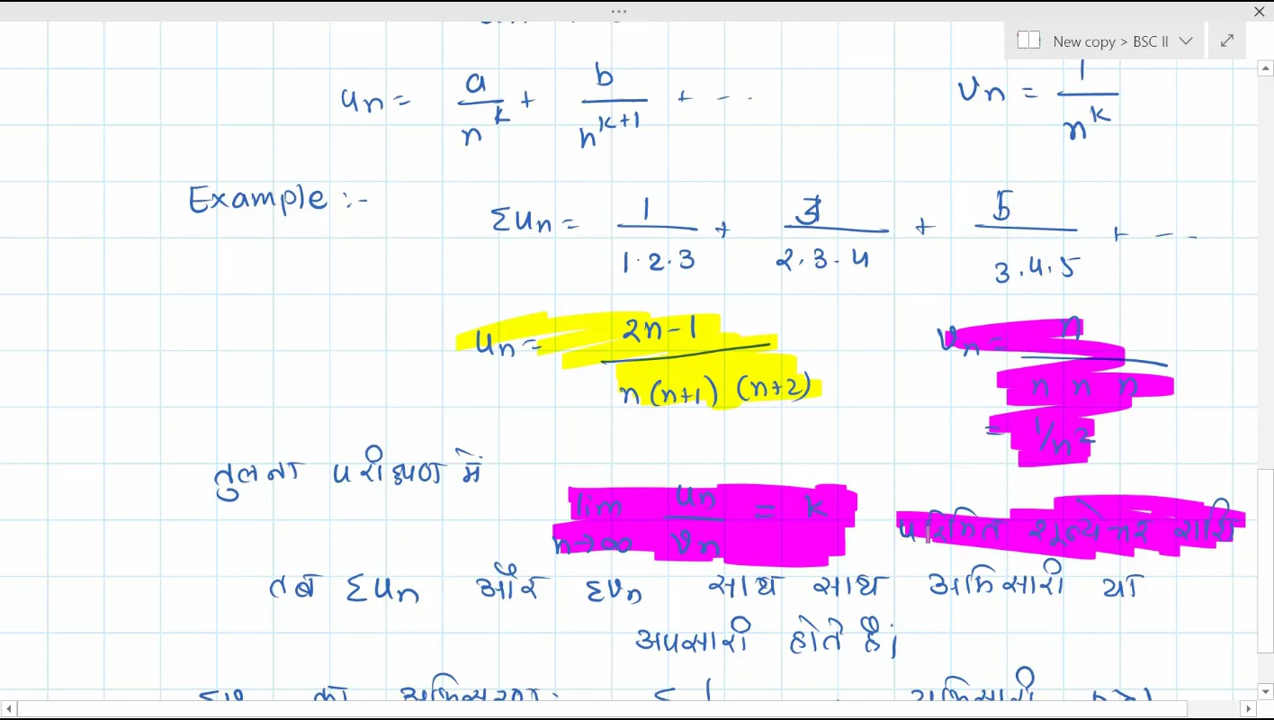 New copy > BSC II
un = a/n^k + b/n^(k+1) + -- vn = 1/n^k
Example :- Σun = 1/1·2·3 + 3/2·3·4 + 5/3.4.5 + ---
un = 2n-1/n(n+1)(n+2) vn = n/n n n
= 1/n²
तुलना परीक्षण में
lim n→∞ un/vn = k परिमित शून्येतर राशि
तब Σun और Σvn साथ साथ अभिसारी या
अपसारी होते है।